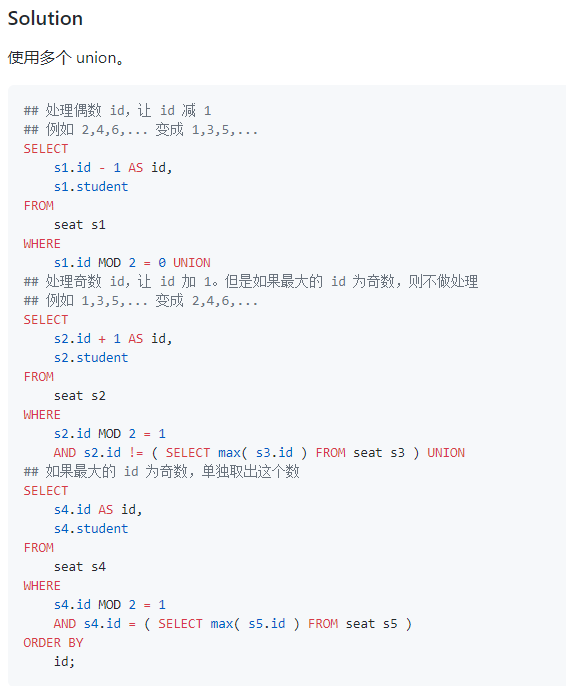 Solution
使用多个 union。
## 处理偶数 id，让 id 减 1
## 例如 2,4,6,... 变成 1,3,5,...
SELECT
s1.id - 1 AS id,
s1.student
FROM
seat s1
WHERE
s1.id MOD 2 = 0 UNION
## 处理奇数 id，让 id 加 1。但是如果最大的 id 为奇数，则不做处理
## 例如 1,3,5,... 变成 2,4,6,...
SELECT
s2.id + 1 AS id,
s2.student
FROM
seat s2
WHERE
s2.id MOD 2 = 1
AND s2.id != ( SELECT max( s3.id ) FROM seat s3 ) UNION
## 如果最大的 id 为奇数，单独取出这个数
SELECT
s4.id AS id,
s4.student
FROM
seat s4
WHERE
s4.id MOD 2 = 1
AND s4.id = ( SELECT max( s5.id ) FROM seat s5 )
ORDER BY
id;